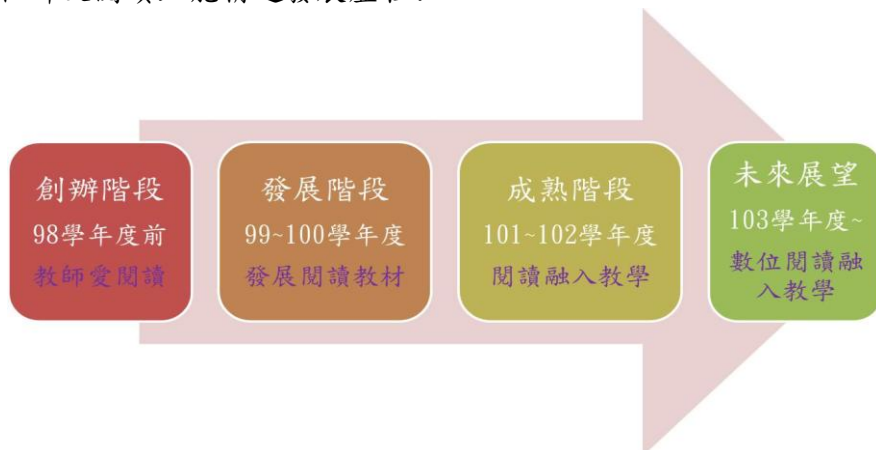 創辦階段
98學年度前
教師愛閱讀
發展階段
99~100學年度
發展閱讀教材
成熟階段
101~102學年度
閱讀融入教學
未來展望
103學年度~
數位閱讀融
入教學